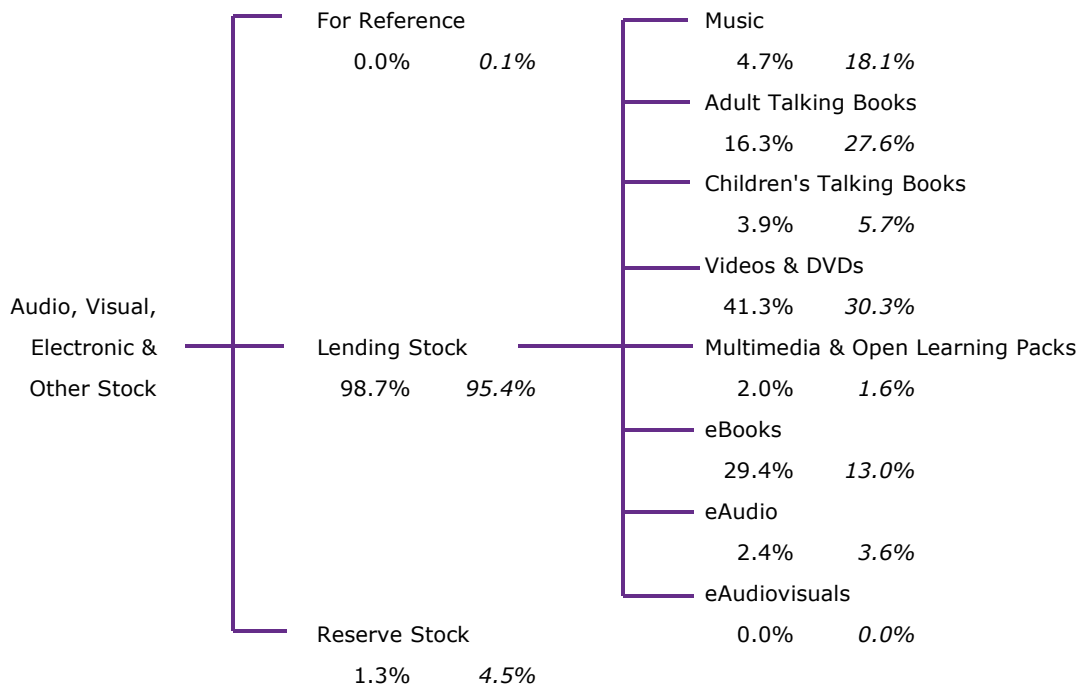 For Reference
0.0% 0.1%
Music
4.7% 18.1%
Adult Talking Books
16.3% 27.6%
Children's Talking Books
3.9% 5.7%
Videos & DVDs
41.3% 30.3%
Audio, Visual,
Electronic &
Other Stock
Lending Stock
98.7% 95.4%
Multimedia & Open Learning Packs
2.0% 1.6%
eBooks
29.4% 13.0%
eAudio
2.4% 3.6%
eAudiovisuals
0.0% 0.0%
Reserve Stock
1.3% 4.5%